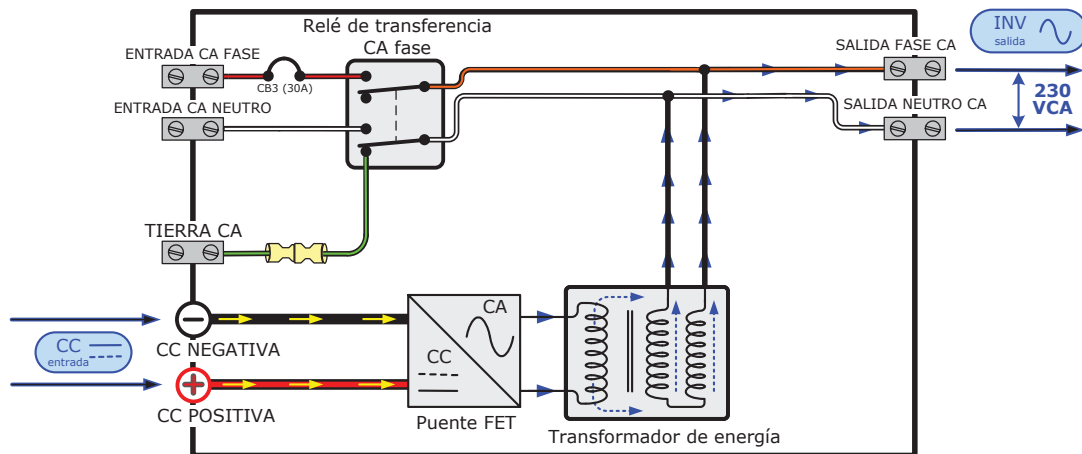 Relé de transferencia
CA fase
INV
salida
ENTRADA CA FASE
SALIDA FASE CA
CB3 (30A)
ENTRADA CA NEUTRO
SALIDA NEUTRO CA
230
VCA
TIERRA CA
CC
entrada
CC NEGATIVA
CC POSITIVA
CA
CC
Puente FET
Transformador de energía